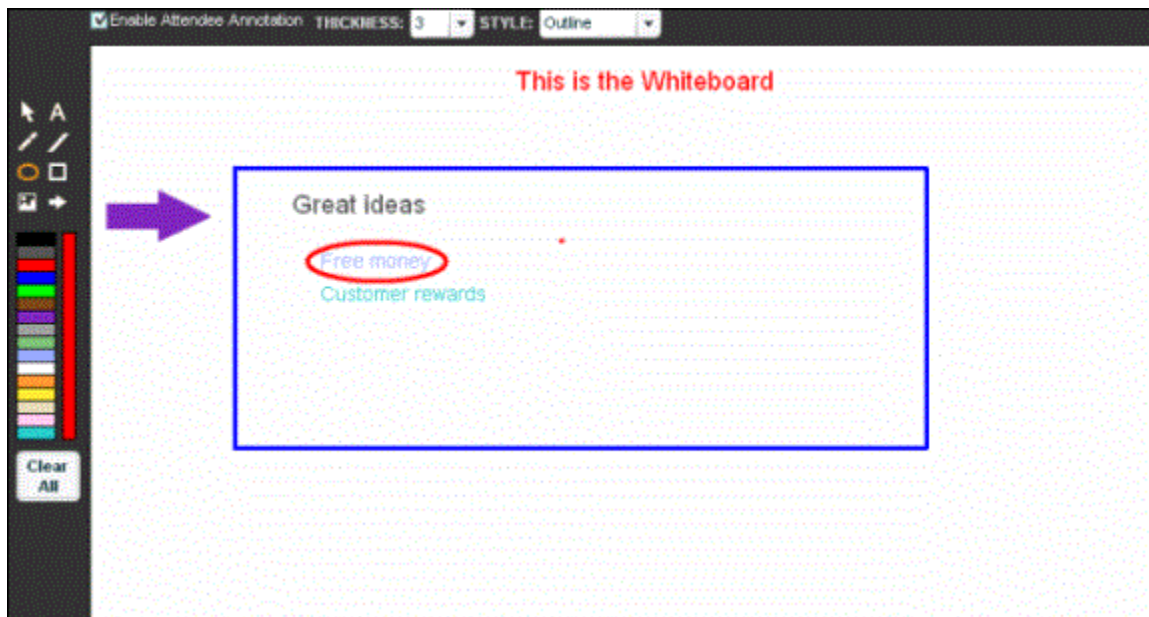 Enable Attendee Annotation THICKNESS: 3 STYLE: Outline
This is the Whiteboard
A
Great ideas
Free money
Customer rewards
Clear
All